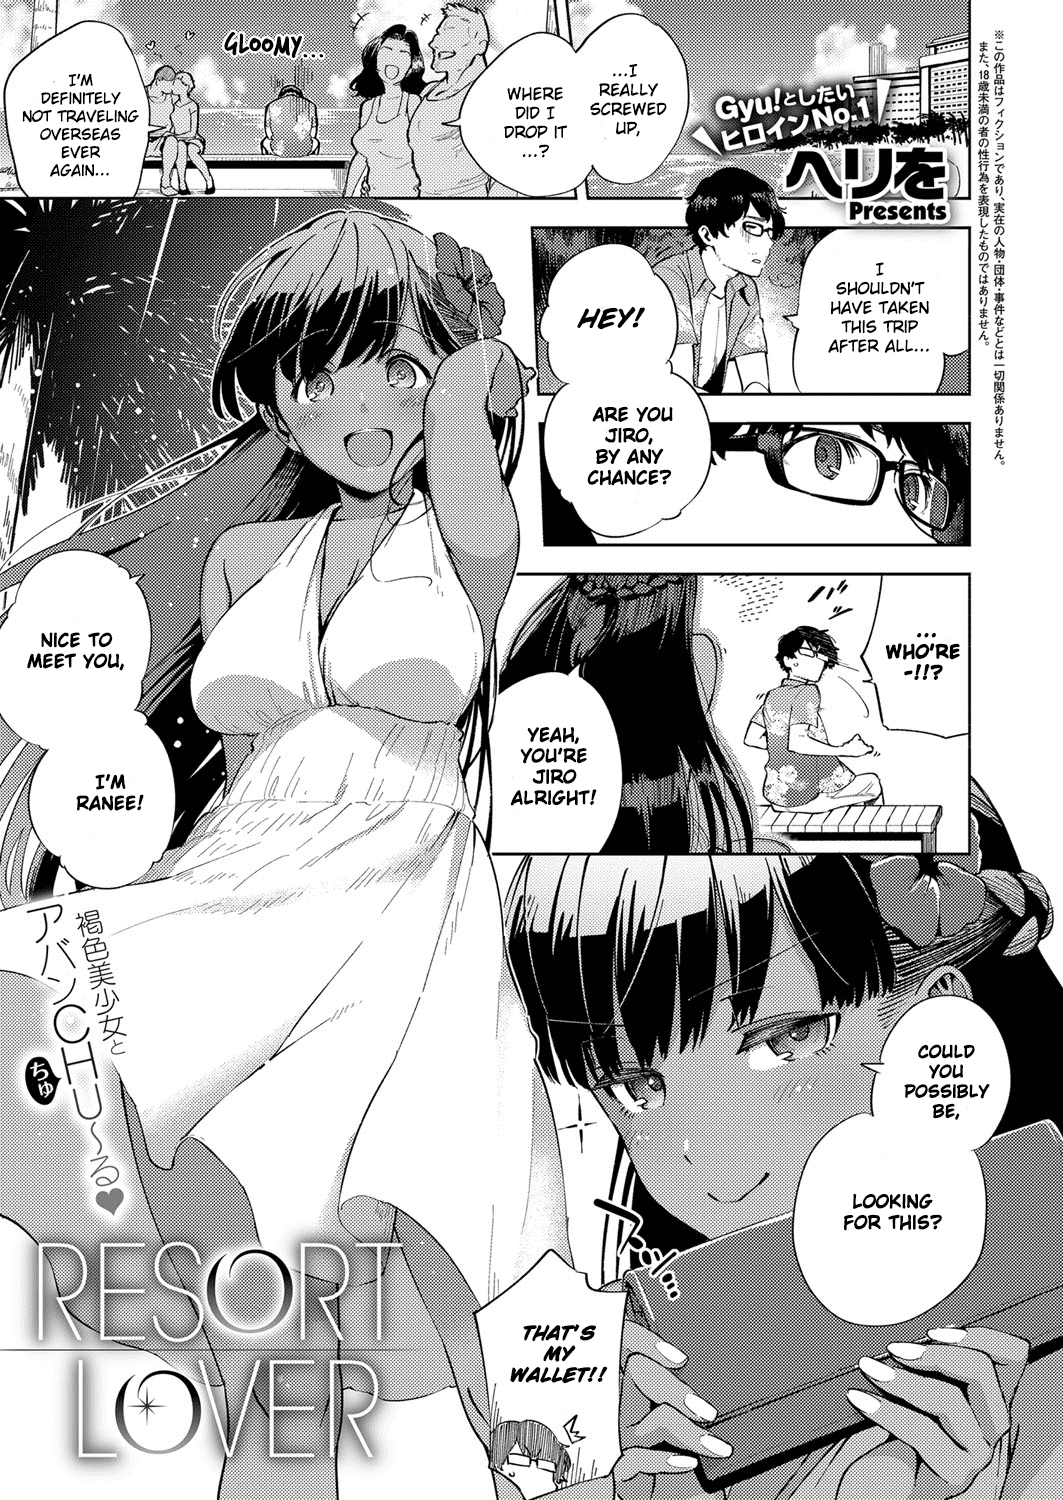 ※この作品はフィクションであり、実在の人物・団体・事件などとは一切関係ありません。
また、18歳未満の者の性行為を表現したものではありません。
Gyu!としたい
ヒロインNo.1
ヘリを
Presents
...I
REALLY
SCREWED
UP,
WHERE
DID I
DROP IT
...?
GLOOMY...
I'M
DEFINITELY
NOT TRAVELING
OVERSEAS
EVER
AGAIN...
I
SHOULDN'T
HAVE TAKEN
THIS TRIP
AFTER ALL...
HEY!
ARE YOU
JIRO,
BY ANY
CHANCE?
...
WHO'RE
-!!?
YEAH,
YOU'RE
JIRO
ALRIGHT!
NICE TO
MEET YOU,
I'M
RANEE!
COULD
YOU
POSSIBLY
BE,
LOOKING
FOR THIS?
THAT'S
MY
WALLET!!
褐色美少女と
アバンCHU〜る♥
ちゅ
RESORT
LOVER